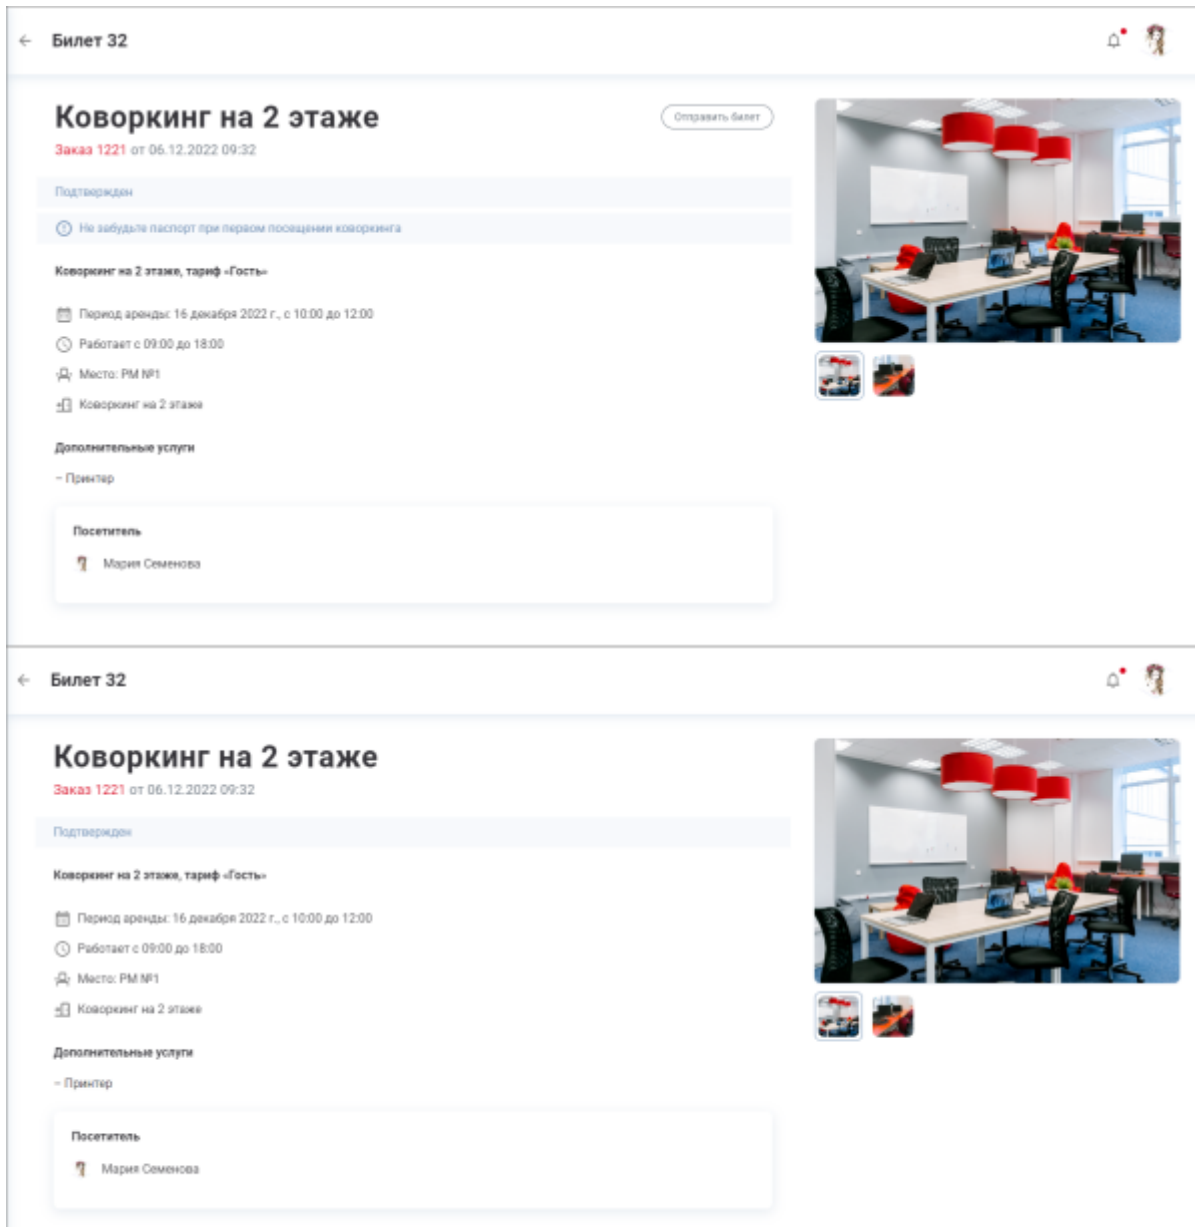 Билет 32
Коворкинг на 2 этаже
Отправить билет
Заказ 1221 от 06.12.2022 09:32
Подтвержден
Не забудьте паспорт при первом посещении коворкинга
Коворкинг на 2 этаже, тариф «Гость»
Период аренды: 16 декабря 2022 г., с 10:00 до 12:00
Работает с 09:00 до 18:00
Место: РМ №1
Коворкинг на 2 этаже
Дополнительные услуги
– Принтер
Посетитель
Мария Семенова
Билет 32
Коворкинг на 2 этаже
Заказ 1221 от 06.12.2022 09:32
Подтвержден
Коворкинг на 2 этаже, тариф «Гость»
Период аренды: 16 декабря 2022 г., с 10:00 до 12:00
Работает с 09:00 до 18:00
Место: РМ №1
Коворкинг на 2 этаже
Дополнительные услуги
– Принтер
Посетитель
Мария Семенова